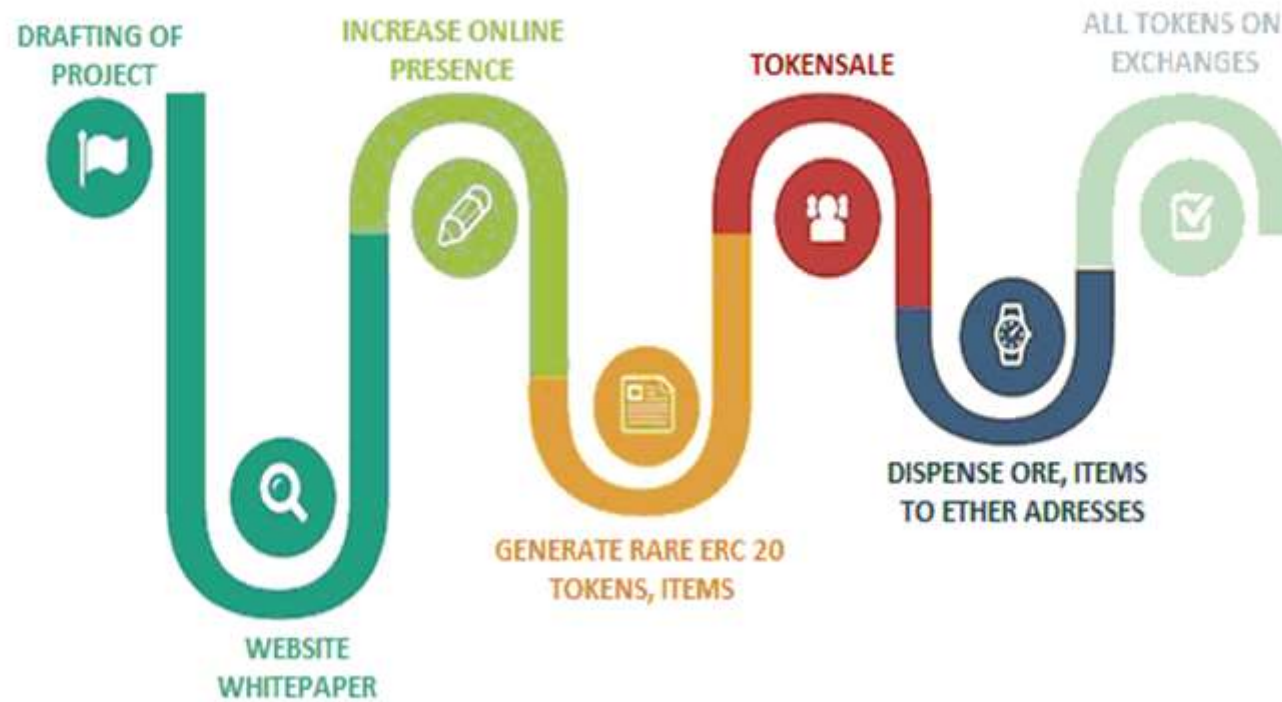 DRAFTING OF
PROJECT
WEBSITE
WHITEPAPER
INCREASE ONLINE
PRESENCE
GENERATE RARE ERC 20
TOKENS, ITEMS
TOKENSALE
DISPENSE ORE, ITEMS
TO ETHER ADRESSES
ALL TOKENS ON
EXCHANGES